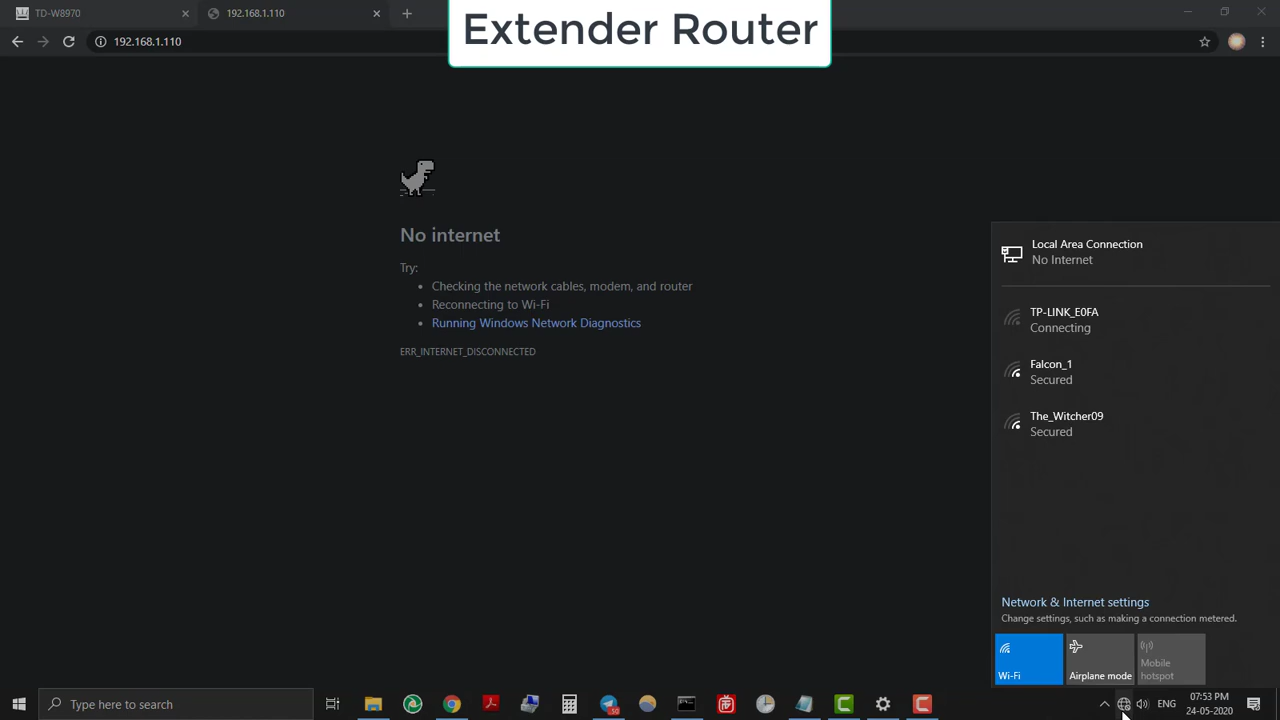 TD-W8970
192.168.1.110
192.168.1.110
Extender Router
No internet
Try:
Checking the network cables, modem, and router
Reconnecting to Wi-Fi
Running Windows Network Diagnostics
ERR_INTERNET_DISCONNECTED
Local Area Connection
No Internet
TP-LINK_E0FA
Connecting
Falcon_1
Secured
The_Witcher09
Secured
Network & Internet settings
Change settings, such as making a connection metered.
Wi-Fi
Airplane mode
Mobile
hotspot
Type here to search
50
ENG
07:53 PM
24-05-2020